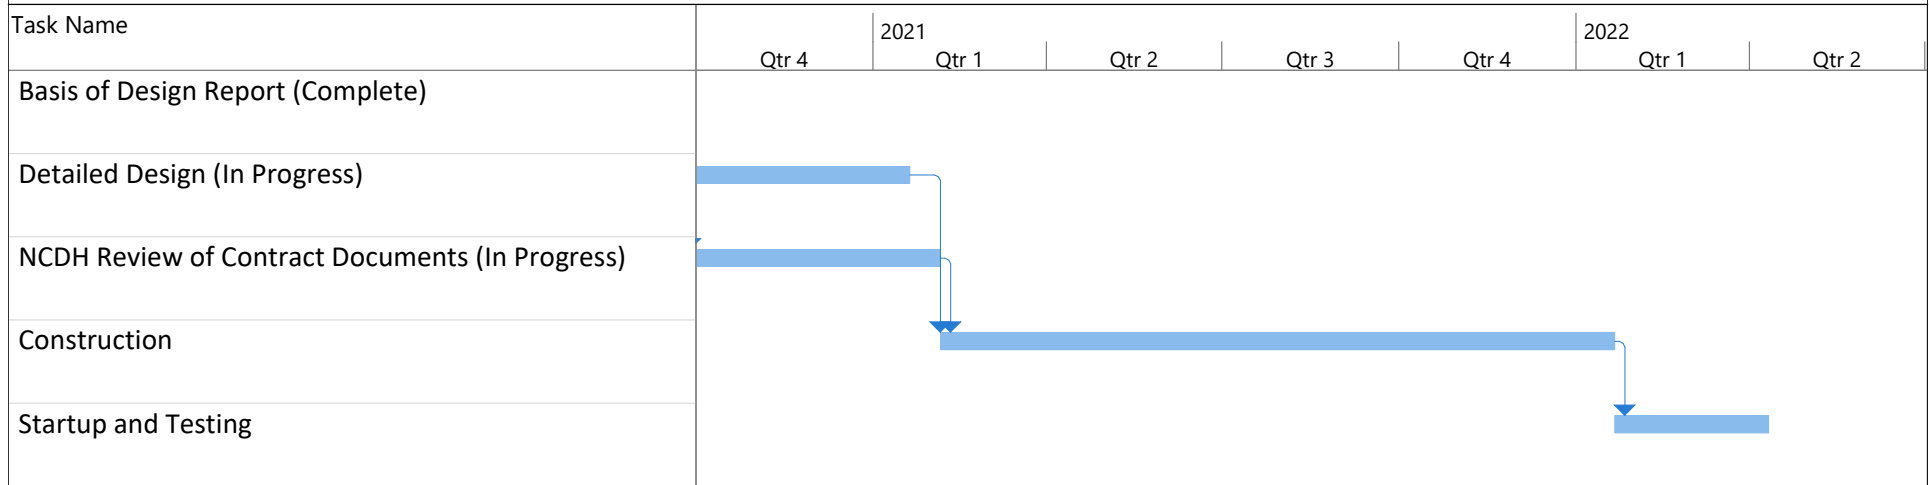 Task Name
2021
2022
Qtr 4
Qtr 1
Qtr 2
Qtr 3
Qtr 4
Qtr 1
Qtr 2
Basis of Design Report (Complete)
Detailed Design (In Progress)
NCDH Review of Contract Documents (In Progress)
Construction
Startup and Testing